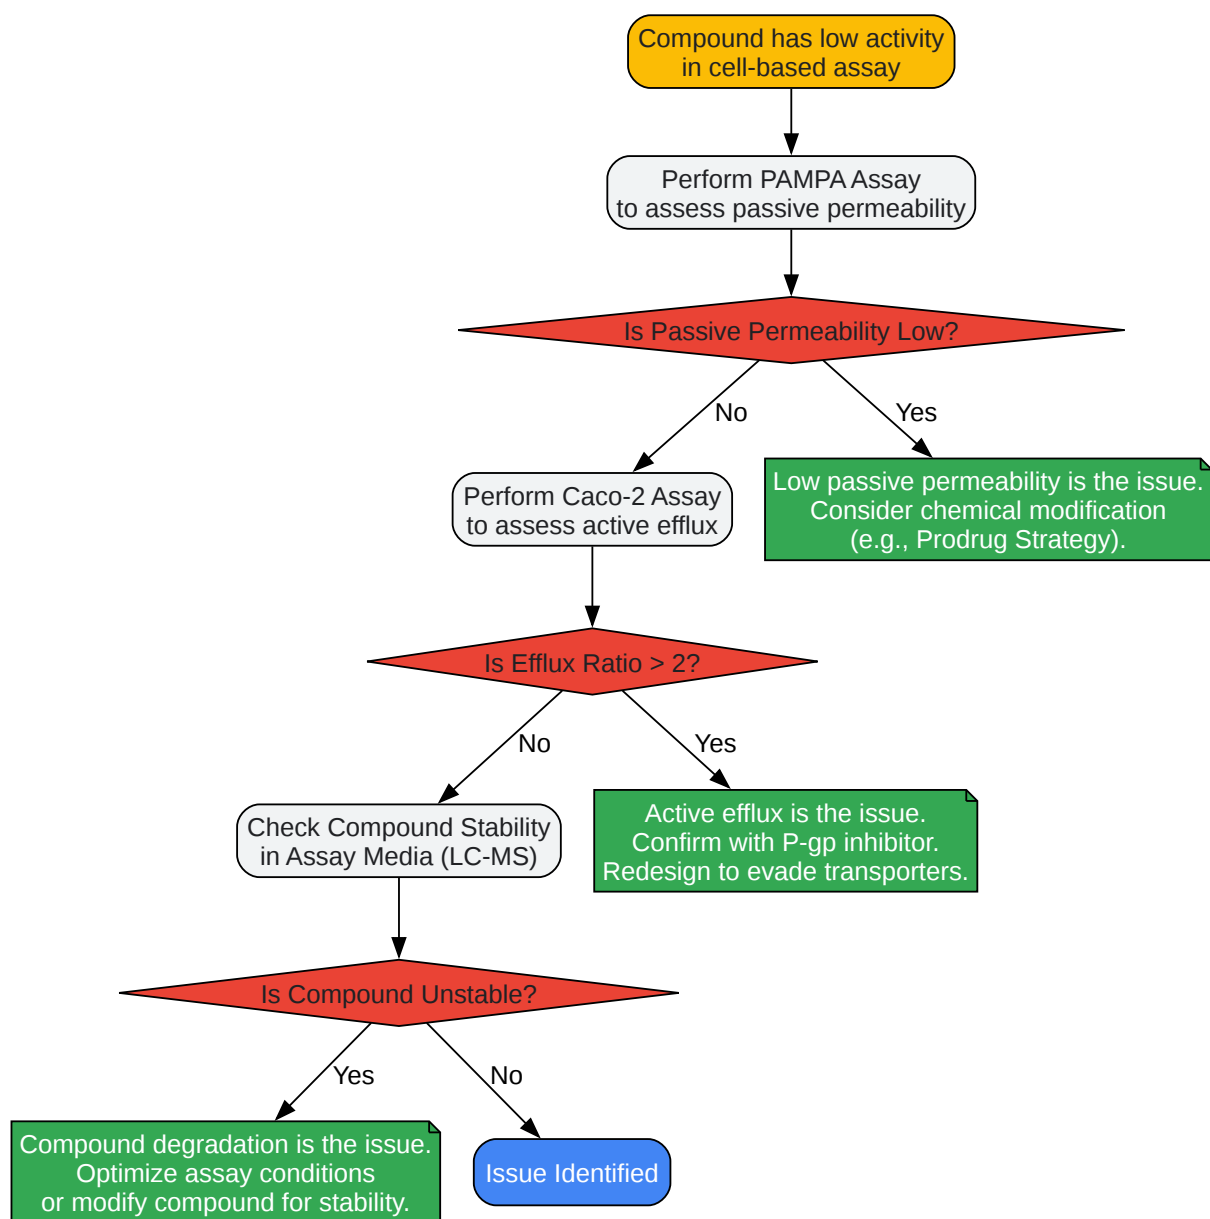 Compound has low activity
in cell-based assay
Perform PAMPA Assay
to assess passive permeability
Is Passive Permeability Low?
No
Yes
Perform Caco-2 Assay
to assess active efflux
Low passive permeability is the issue.
Consider chemical modification
(e.g., Prodrug Strategy).
Is Efflux Ratio > 2?
No
Yes
Check Compound Stability
in Assay Media (LC-MS)
Active efflux is the issue.
Confirm with P-gp inhibitor.
Redesign to evade transporters.
Is Compound Unstable?
Yes
No
Compound degradation is the issue.
Optimize assay conditions
or modify compound for stability.
Issue Identified